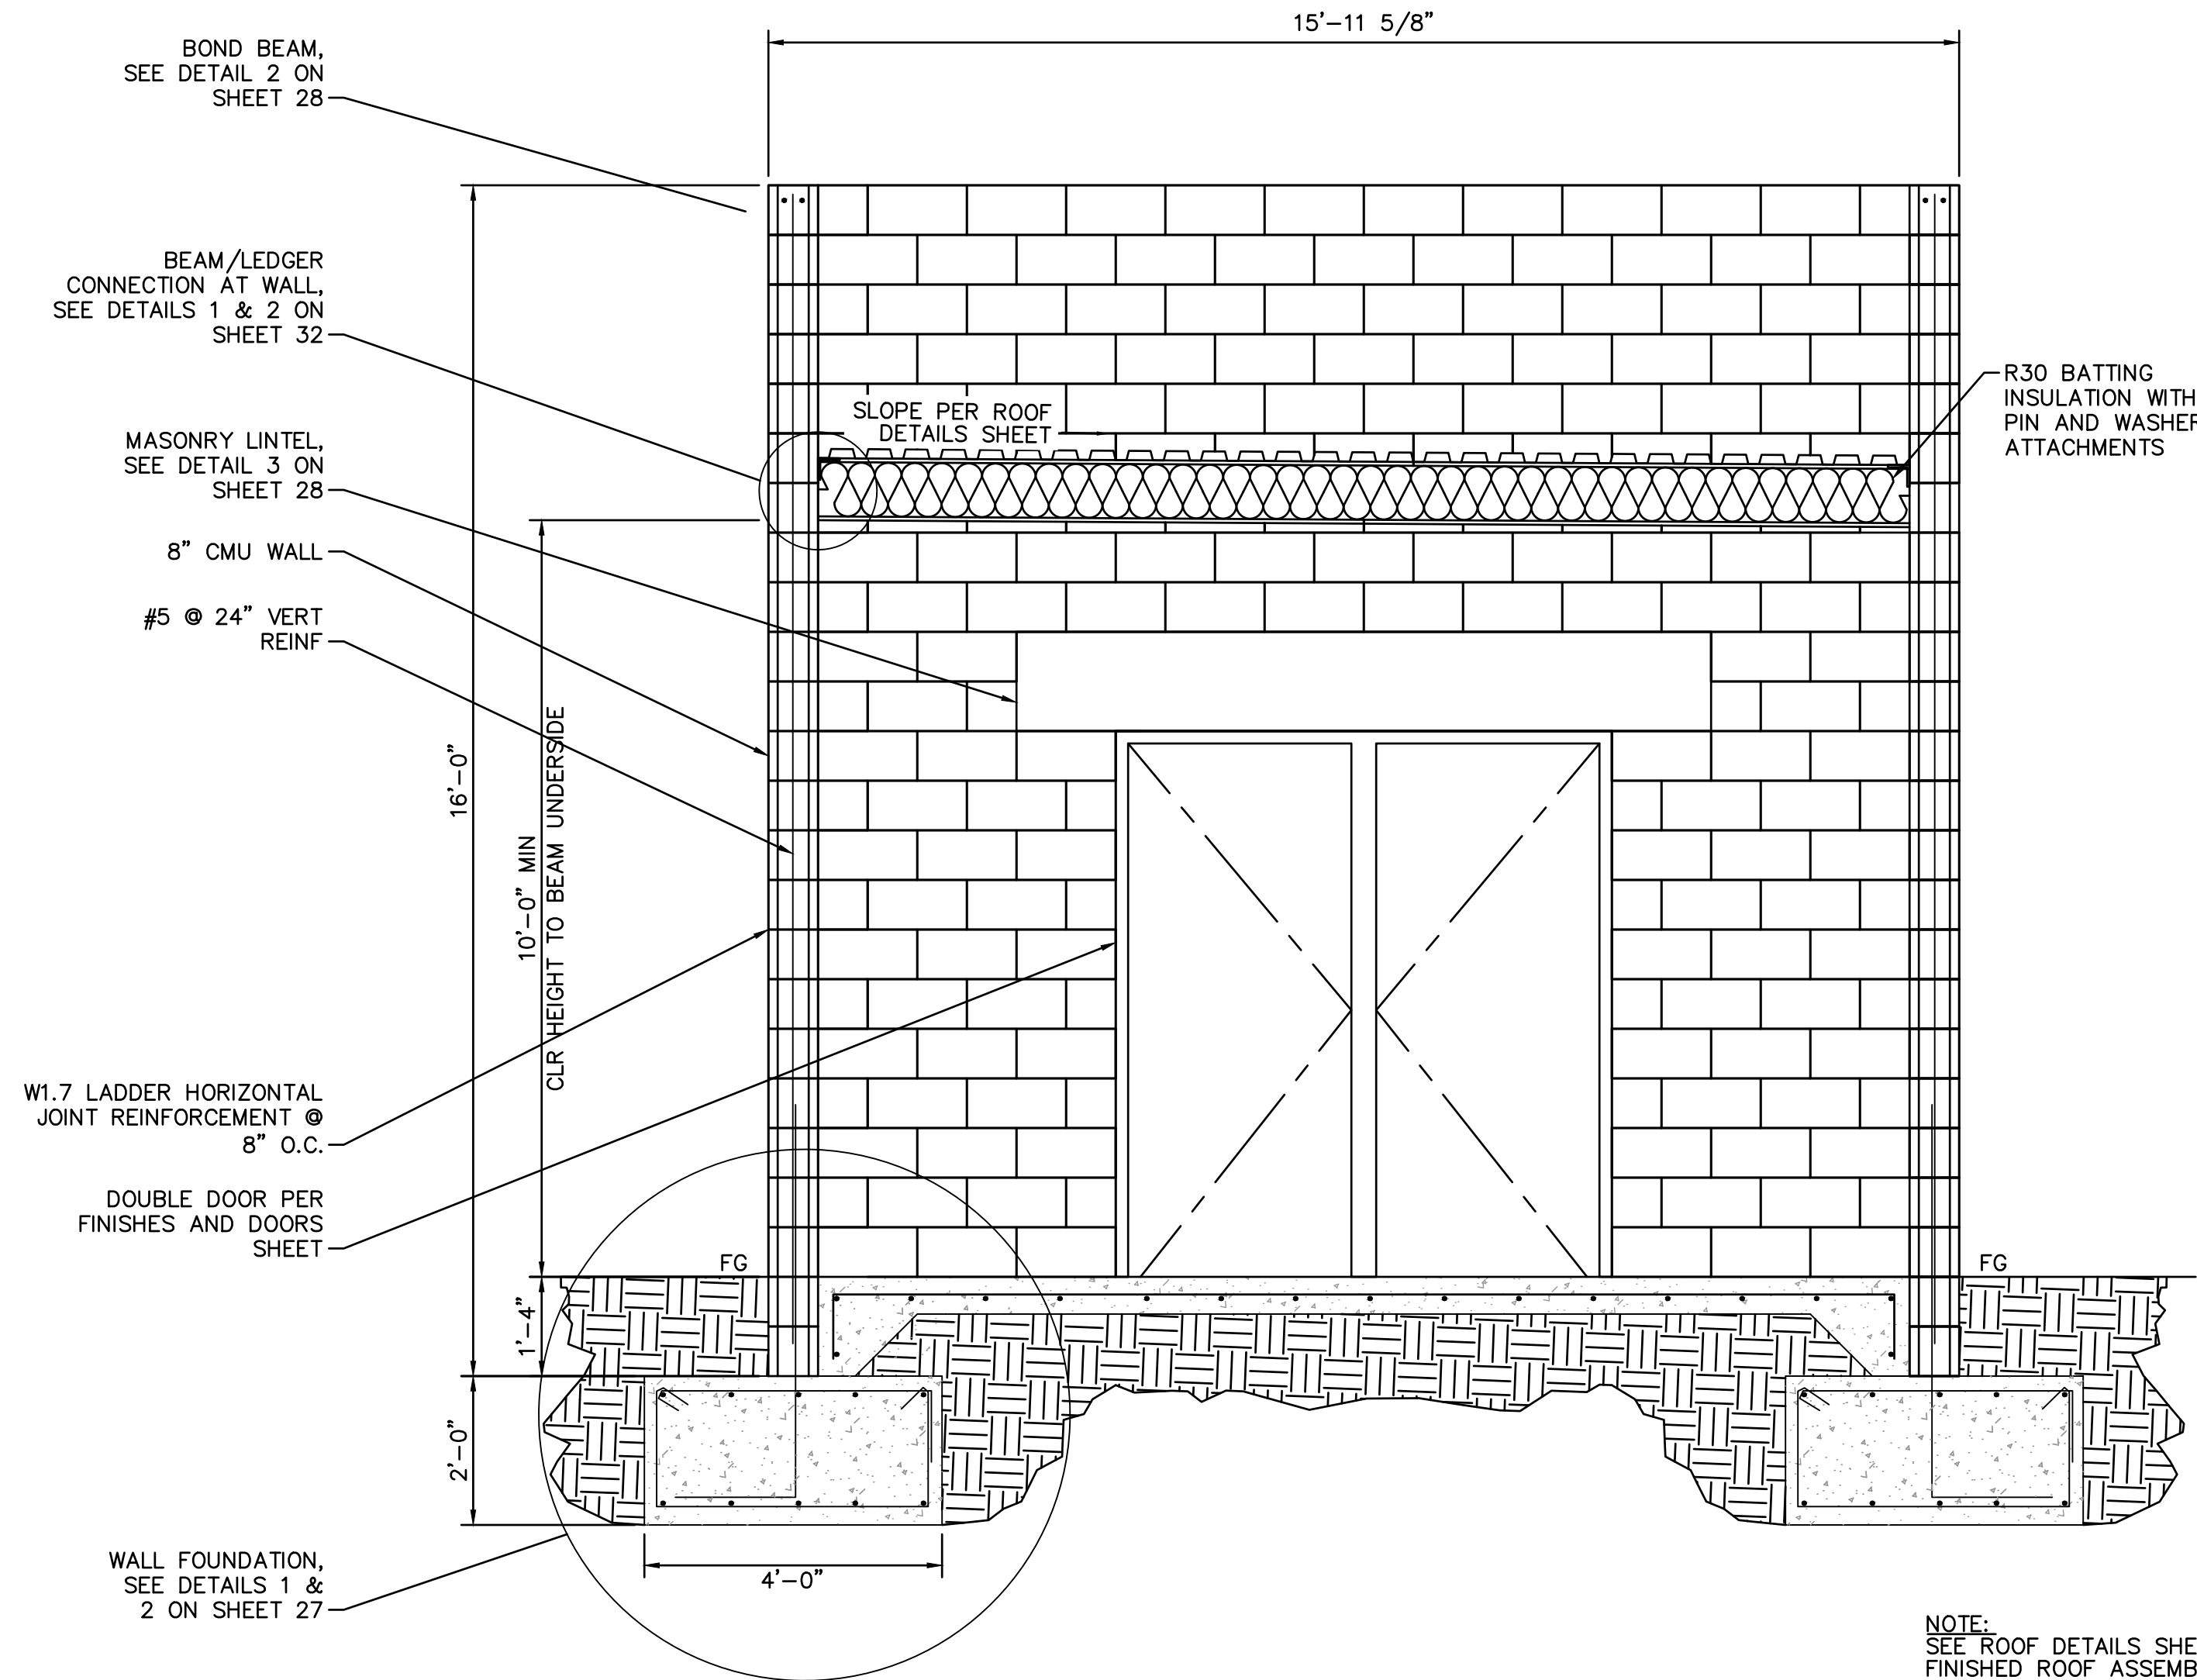 15'-11 5/8"
BOND BEAM,
SEE DETAIL 2 ON
SHEET 28
BEAM/LEDGER
CONNECTION AT WALL,
SEE DETAILS 1 & 2 ON
SHEET 32
MASONRY LINTEL,
SEE DETAIL 3 ON
SHEET 28
8" CMU WALL
#5 @ 24" VERT
REINF
W1.7 LADDER HORIZONTAL
JOINT REINFORCEMENT @
8" O.C.
DOUBLE DOOR PER
FINISHES AND DOORS
SHEET
WALL FOUNDATION,
SEE DETAILS 1 &
2 ON SHEET 27
16'-0"
10'-0" MIN
CLR HEIGHT TO BEAM UNDERSIDE
1'-4"
2'-0"
4'-0"
SLOPE PER ROOF
DETAILS SHEET
FG
FG
R30 BATTING
INSULATION WITH
PIN AND WASHER
ATTACHMENTS
NOTE:
SEE ROOF DETAILS SHE
FINISHED ROOF ASSEMB